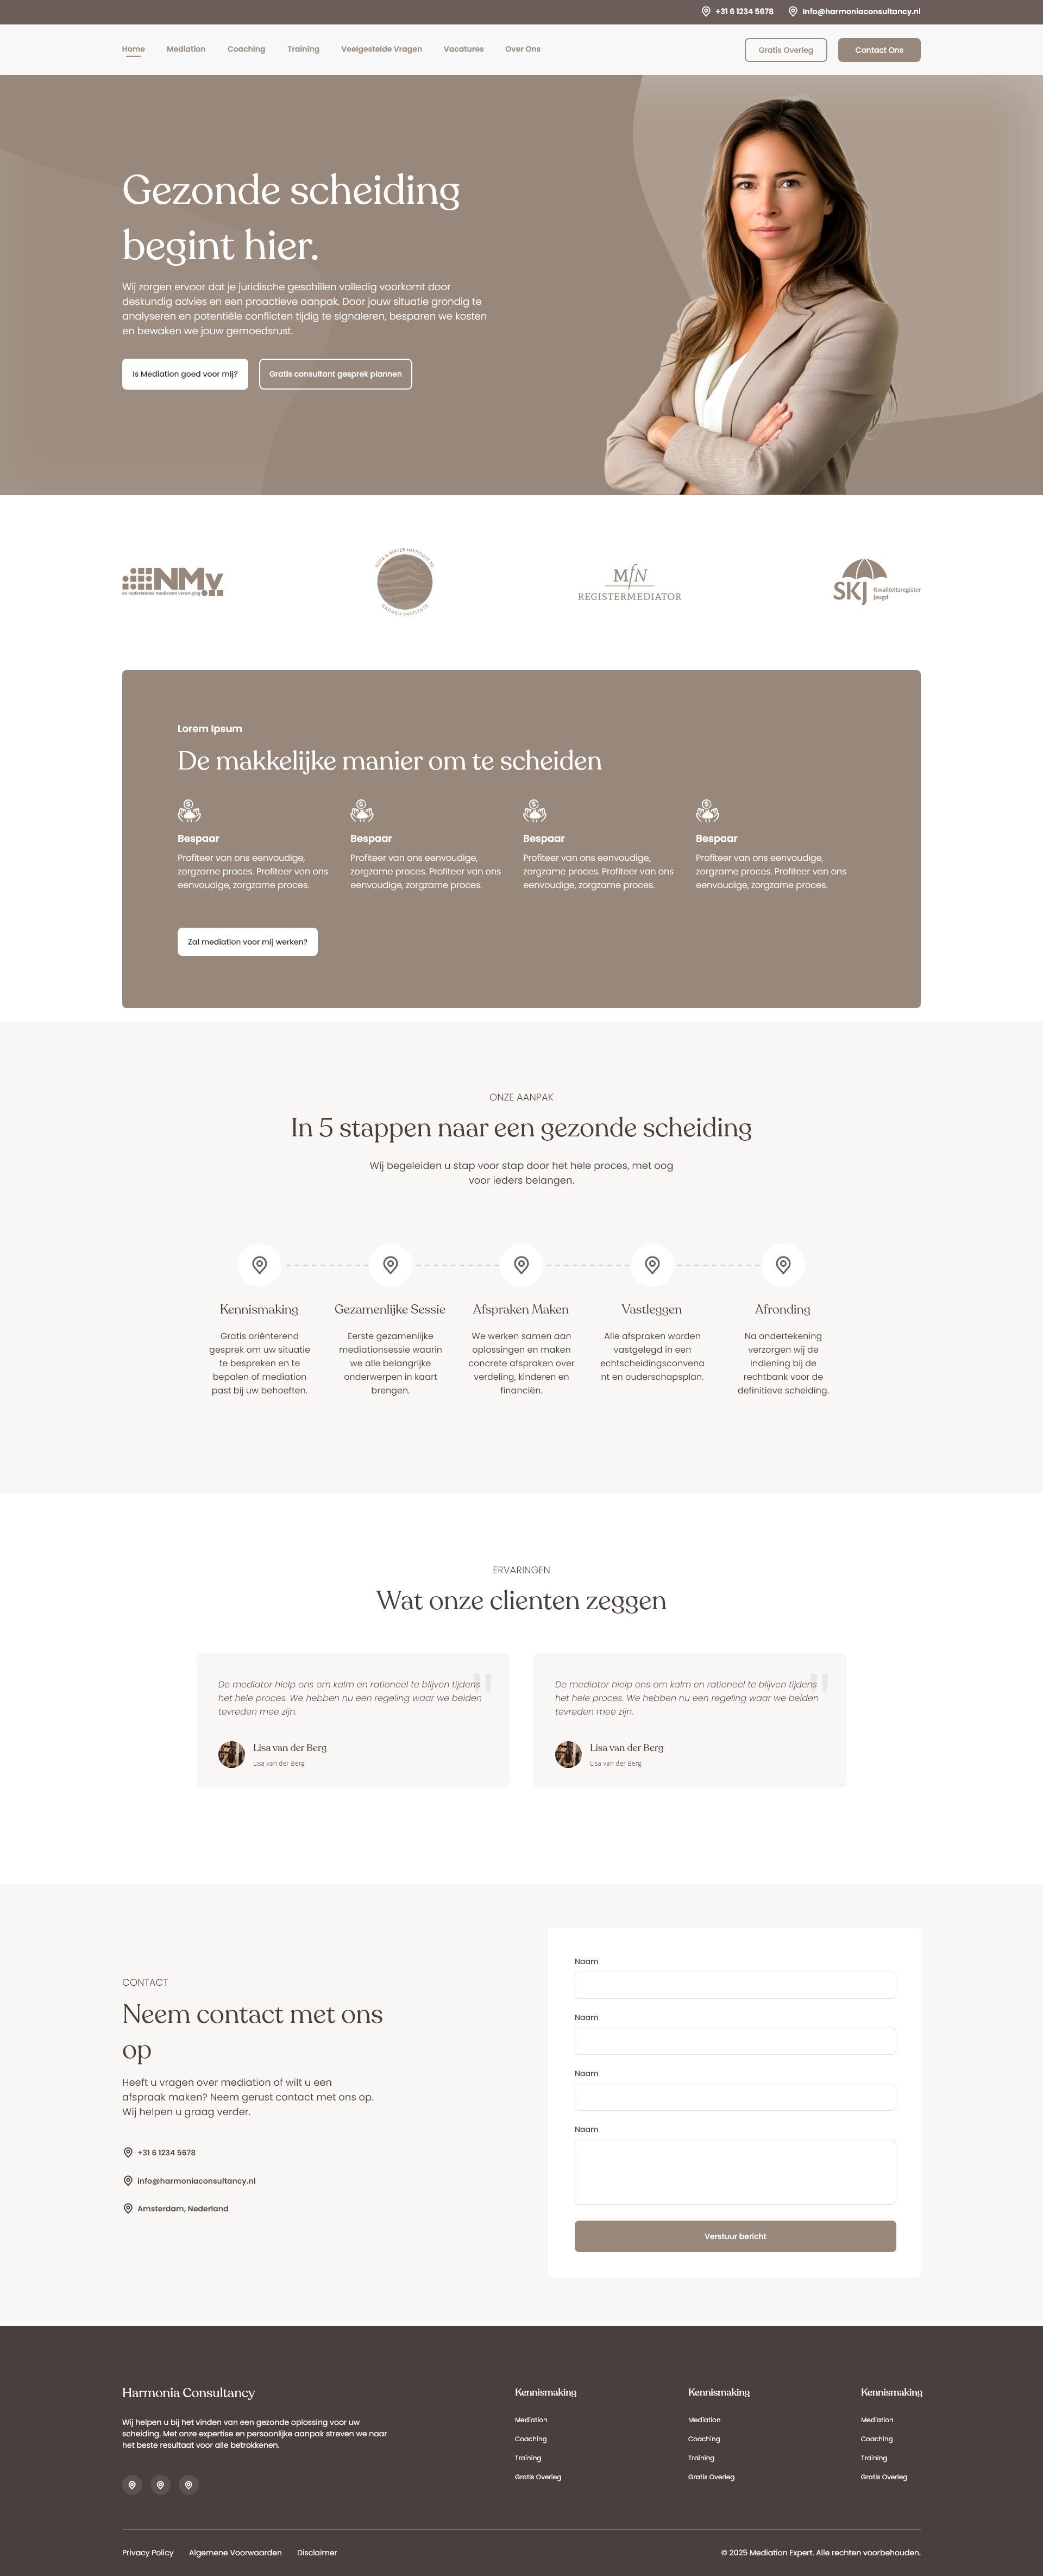 +31 6 1234 5678
Info@harmoniaconsultancy.nl
Home
Mediation
Coaching
Training
Veelgestelde Vragen
Vacatures
Over Ons
Gratis Overleg
Contact Ons
Gezonde scheiding
begint hier.
Wij zorgen ervoor dat je juridische geschillen volledig voorkomt door
deskundig advies en een proactieve aanpak. Door jouw situatie grondig te
analyseren en potentiële conflicten tijdig te signaleren, besparen we kosten
en bewaken we jouw gemoedsrust.
Is Mediation goed voor mij?
Gratis consultant gesprek plannen
NMv
de nederlandse mediators vereniging
ROTS & WATER INSTITUUT NL
GADAKU INSTITUTE
MfN
REGISTERMEDIATOR
SKJ
Kwaliteitsregister
Jeugd
Lorem Ipsum
De makkelijke manier om te scheiden
Bespaar
Profiteer van ons eenvoudige,
zorgzame proces. Profiteer van ons
eenvoudige, zorgzame proces.
Bespaar
Profiteer van ons eenvoudige,
zorgzame proces. Profiteer van ons
eenvoudige, zorgzame proces.
Bespaar
Profiteer van ons eenvoudige,
zorgzame proces. Profiteer van ons
eenvoudige, zorgzame proces.
Bespaar
Profiteer van ons eenvoudige,
zorgzame proces. Profiteer van ons
eenvoudige, zorgzame proces.
Zal mediation voor mij werken?
ONZE AANPAK
In 5 stappen naar een gezonde scheiding
Wij begeleiden u stap voor stap door het hele proces, met oog
voor ieders belangen.
Kennismaking
Gratis oriënterend
gesprek om uw situatie
te bespreken en te
bepalen of mediation
past bij uw behoeften.
Gezamenlijke Sessie
Eerste gezamenlijke
mediationsessie waarin
we alle belangrijke
onderwerpen in kaart
brengen.
Afspraken Maken
We werken samen aan
oplossingen en maken
concrete afspraken over
verdeling, kinderen en
financiën.
Vastleggen
Alle afspraken worden
vastgelegd in een
echtscheidingsconvena
nt en ouderschapsplan.
Afronding
Na ondertekening
verzorgen wij de
indiening bij de
rechtbank voor de
definitieve scheiding.
ERVARINGEN
Wat onze clienten zeggen
"
De mediator hielp ons om kalm en rationeel te blijven tijdens
het hele proces. We hebben nu een regeling waar we beiden
tevreden mee zijn.
Lisa van der Berg
Lisa van der Berg
"
De mediator hielp ons om kalm en rationeel te blijven tijdens
het hele proces. We hebben nu een regeling waar we beiden
tevreden mee zijn.
Lisa van der Berg
Lisa van der Berg
CONTACT
Neem contact met ons
op
Heeft u vragen over mediation of wilt u een
afspraak maken? Neem gerust contact met ons op.
Wij helpen u graag verder.
+31 6 1234 5678
info@harmoniaconsultancy.nl
Amsterdam, Nederland
Naam
Naam
Naam
Naam
Verstuur bericht
Harmonia Consultancy
Wij helpen u bij het vinden van een gezonde oplossing voor uw
scheiding. Met onze expertise en persoonlijke aanpak streven we naar
het beste resultaat voor alle betrokkenen.
Kennismaking
Mediation
Coaching
Training
Gratis Overleg
Kennismaking
Mediation
Coaching
Training
Gratis Overleg
Kennismaking
Mediation
Coaching
Training
Gratis Overleg
Privacy Policy
Algemene Voorwaarden
Disclaimer
© 2025 Mediation Expert. Alle rechten voorbehouden.